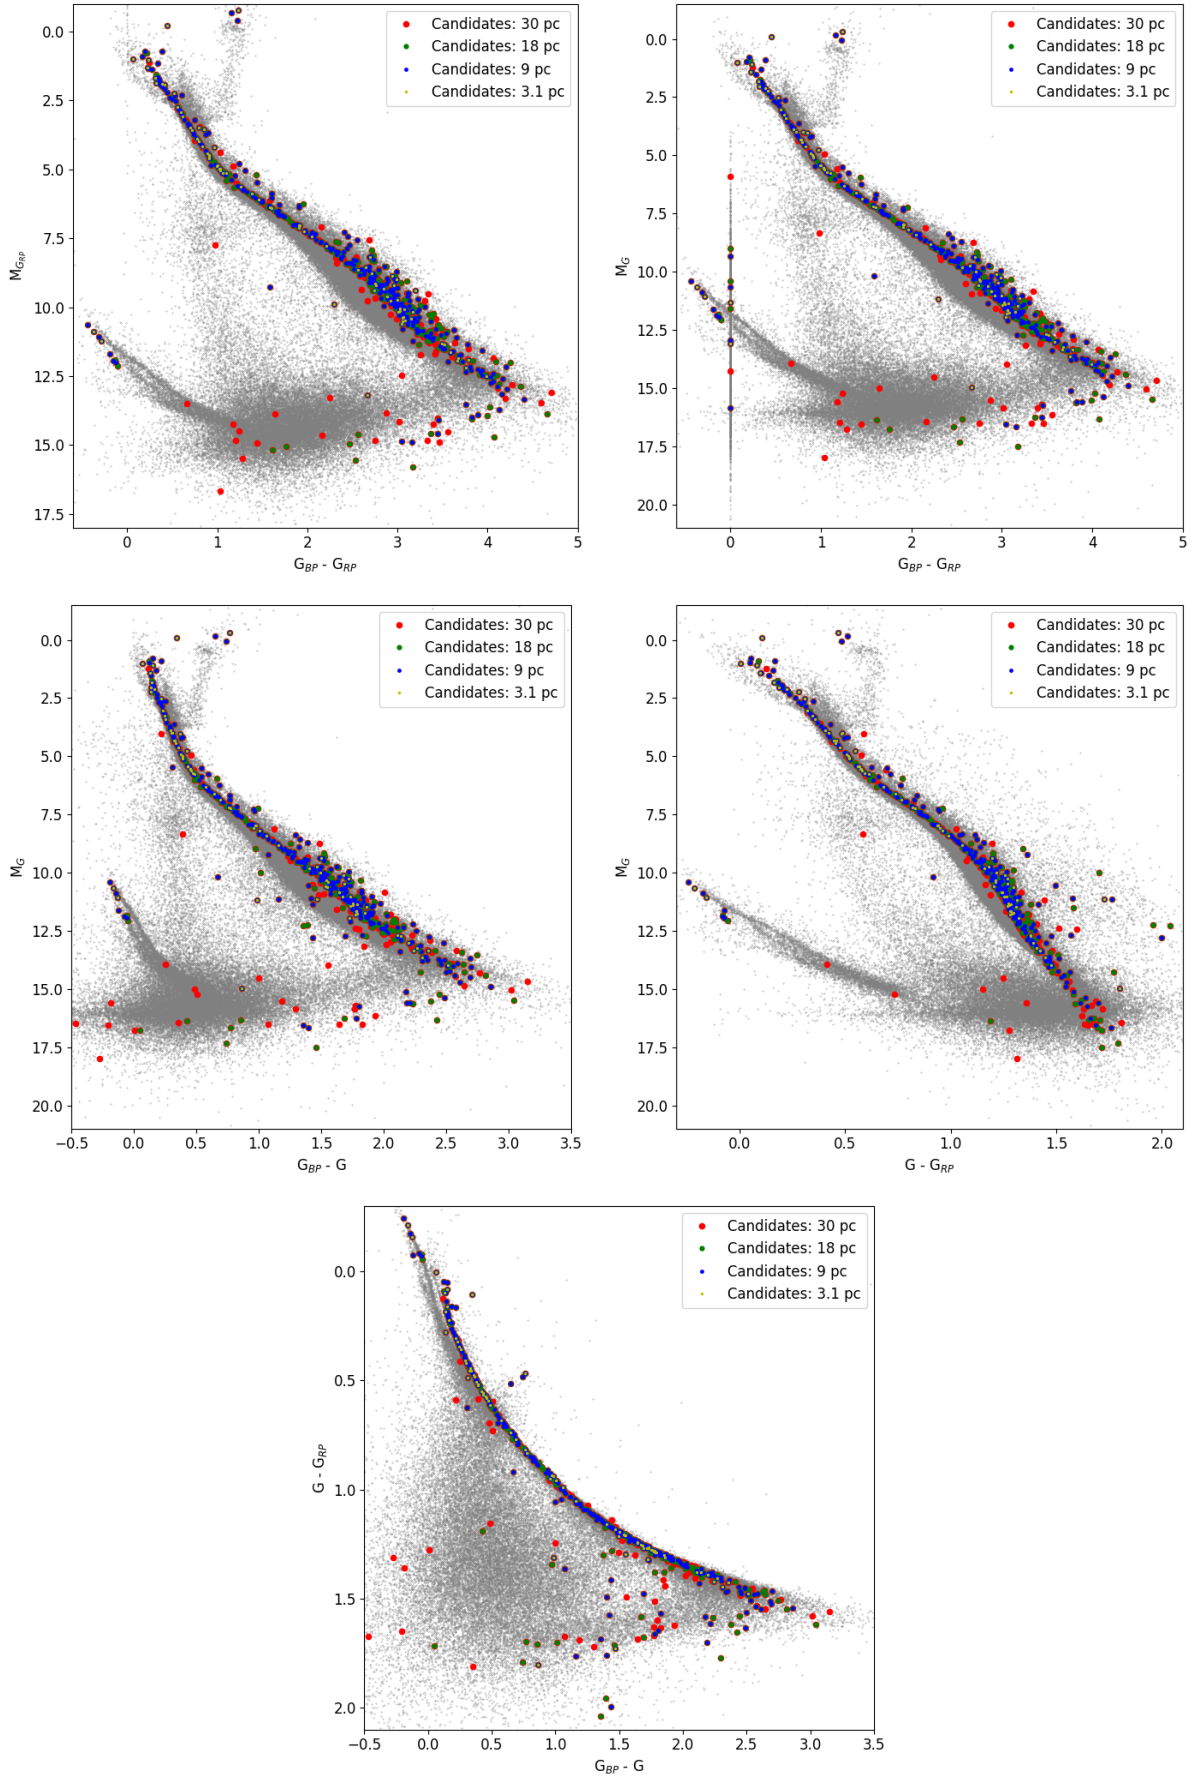 0.0
2.5
5.0
7.5
10.0
12.5
15.0
17.5
M_{G_{RP}}
0 1 2 3 4 5
G_{BP} - G_{RP}
Candidates: 30 pc
Candidates: 18 pc
Candidates: 9 pc
Candidates: 3.1 pc
0.0
2.5
5.0
7.5
10.0
12.5
15.0
17.5
20.0
M_G
0 1 2 3 4 5
G_{BP} - G_{RP}
Candidates: 30 pc
Candidates: 18 pc
Candidates: 9 pc
Candidates: 3.1 pc
0.0
2.5
5.0
7.5
10.0
12.5
15.0
17.5
20.0
M_G
−0.5 0.0 0.5 1.0 1.5 2.0 2.5 3.0 3.5
G_{BP} - G
Candidates: 30 pc
Candidates: 18 pc
Candidates: 9 pc
Candidates: 3.1 pc
0.0
2.5
5.0
7.5
10.0
12.5
15.0
17.5
20.0
M_G
0.0 0.5 1.0 1.5 2.0
G - G_{RP}
Candidates: 30 pc
Candidates: 18 pc
Candidates: 9 pc
Candidates: 3.1 pc
0.0
0.5
1.0
1.5
2.0
G - G_{RP}
−0.5 0.0 0.5 1.0 1.5 2.0 2.5 3.0 3.5
G_{BP} - G
Candidates: 30 pc
Candidates: 18 pc
Candidates: 9 pc
Candidates: 3.1 pc